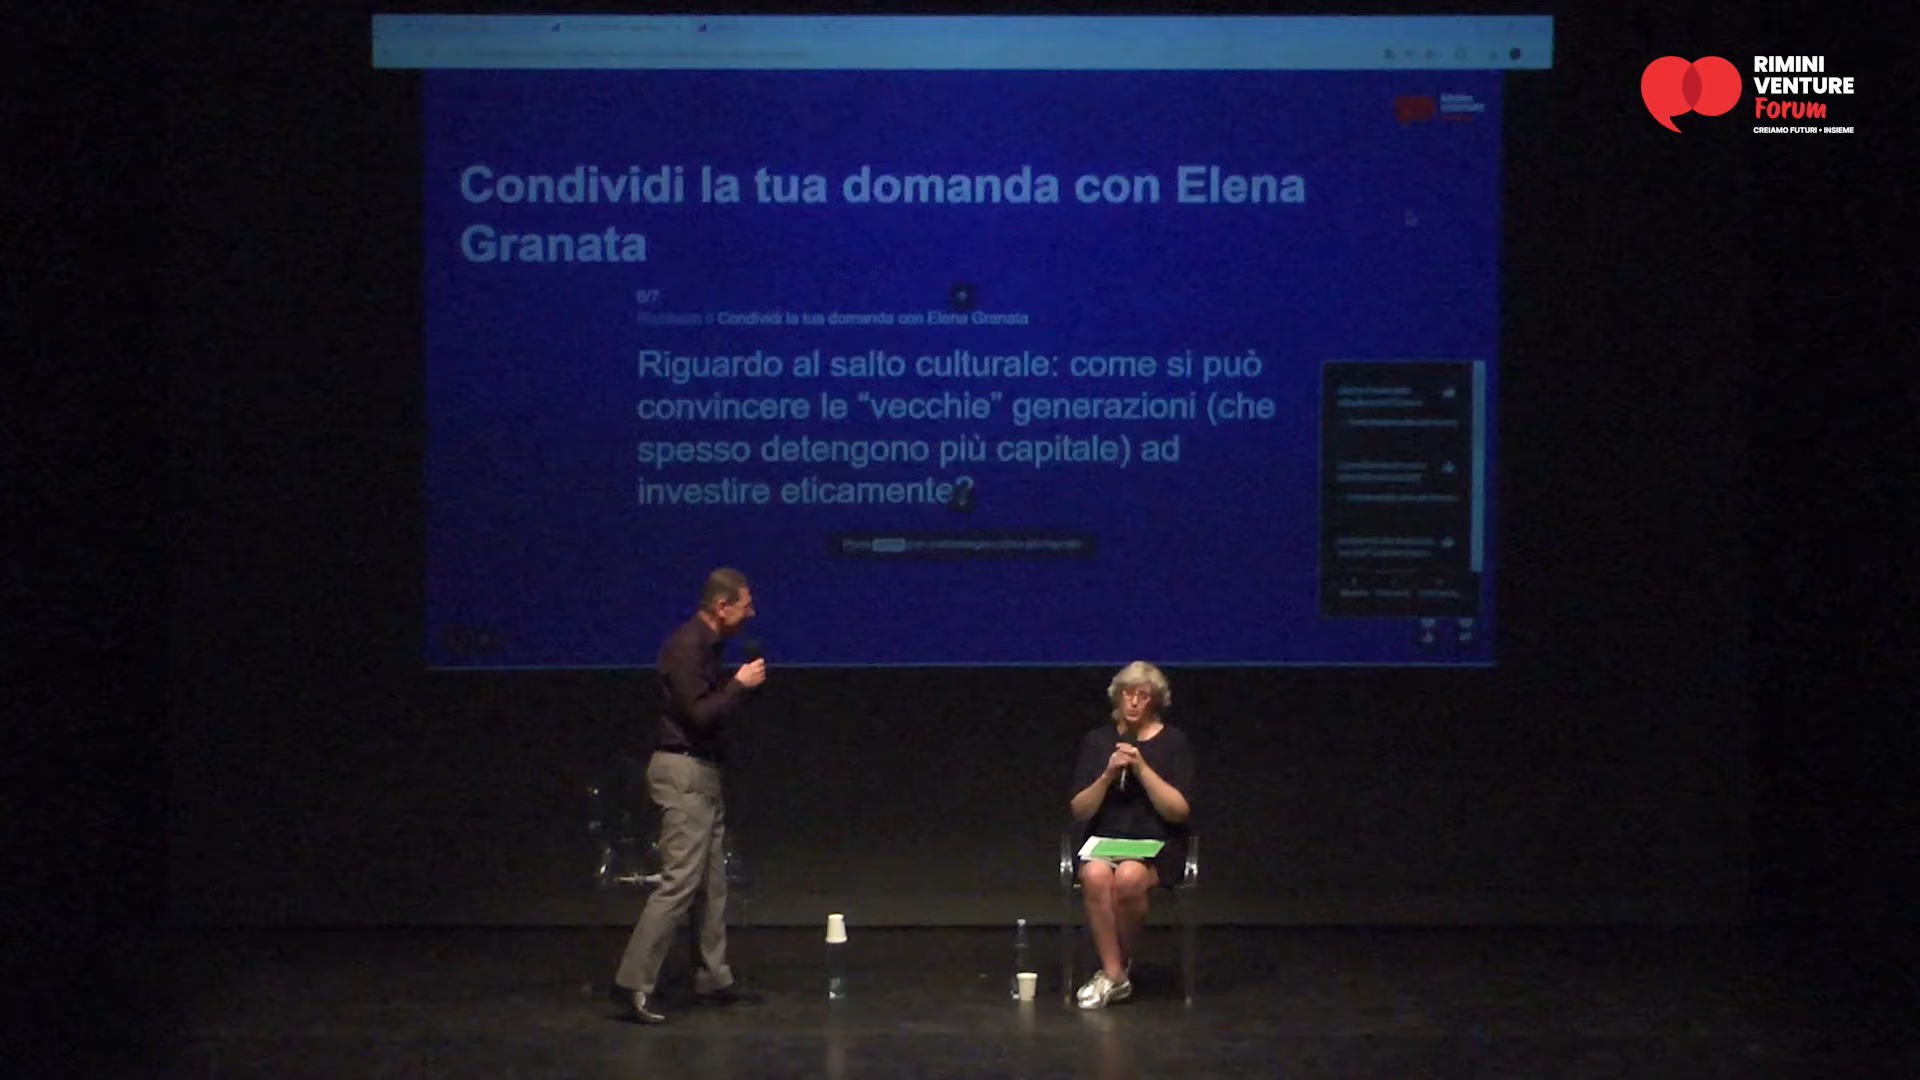 RIMINI
VENTURE
Forum
CREIAMO FUTURI • INSIEME
Condividi la tua domanda con Elena
Granata
6/7
Condividi la tua domanda con Elena Granata
Riguardo al salto culturale: come si può
convincere le “vecchie” generazioni (che
spesso detengono più capitale) ad
investire eticamente?